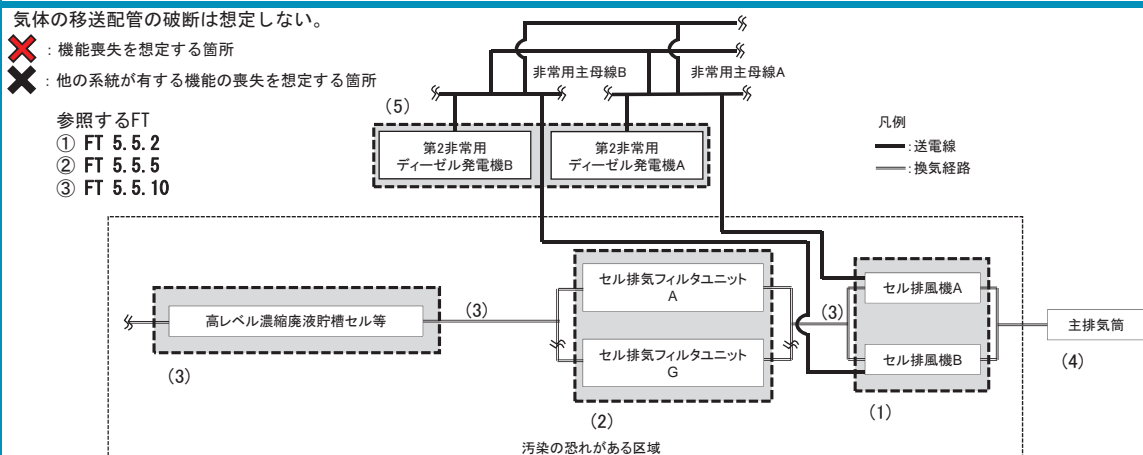 気体の移送配管の破断は想定しない。
：機能喪失を想定する箇所
：他の系統が有する機能の喪失を想定する箇所
参照するFT
① FT 5.5.2
② FT 5.5.5
③ FT 5.5.10
非常用主母線B
非常用主母線A
(5)
第2非常用
ディーゼル発電機B
第2非常用
ディーゼル発電機A
凡例
：送電線
：換気経路
高レベル濃縮廃液貯槽セル等
(3)
(3)
セル排気フィルタユニット
A
セル排気フィルタユニット
G
(2)
(3)
セル排風機A
セル排風機B
(1)
主排気筒
(4)
汚染の恐れがある区域